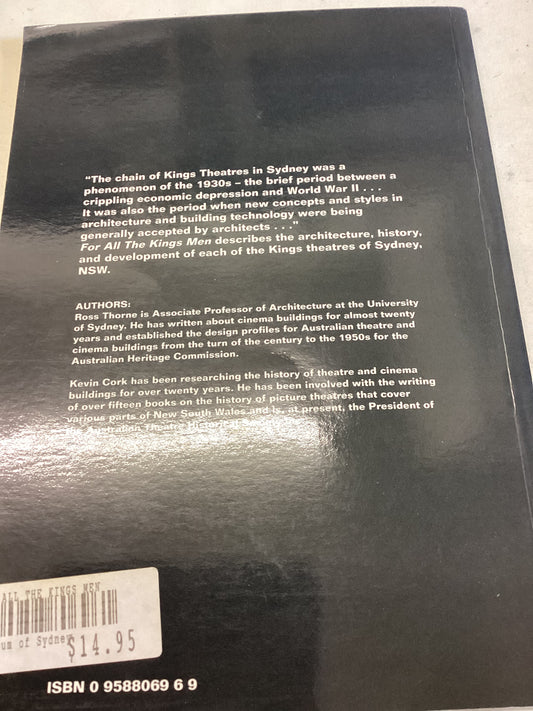 "The chain of Kings Theatres in Sydney was a
phenomenon of the 1930s – the brief period between a
crippling economic depression and World War II . . .
It was also the period when new concepts and styles in
architecture and building technology were being
generally accepted by architects . . ."
For All The Kings Men describes the architecture, history,
and development of each of the Kings theatres of Sydney,
NSW.
AUTHORS:
Ross Thorne is Associate Professor of Architecture at the University
of Sydney. He has written about cinema buildings for almost twenty
years and established the design profiles for Australian theatre and
cinema buildings from the turn of the century to the 1950s for the
Australian Heritage Commission.
Kevin Cork has been researching the history of theatre and cinema
buildings for over twenty years. He has been involved with the writing
of over fifteen books on the history of picture theatres that cover
various parts of New South Wales and is, at present, the President of
the Australian Theatre Historical
ALL THE KINGS MEN
um of Sydney
$14.95
ISBN 0 9588069 6 9